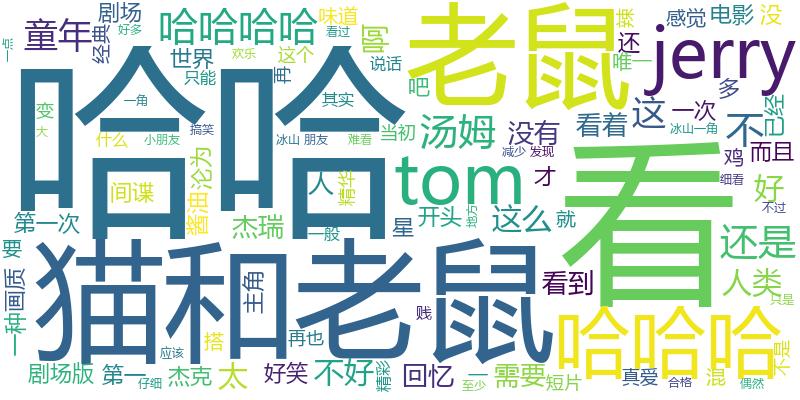 童年
经典
剧场
哈哈哈哈
味道
啊
老鼠
感觉
电影
没
一点
好多
看过
世界
欢乐
这个
再
说话
还
唯一
jerry
只能
吧
多
变
大
哈哈
一角
其实
当初
汤姆
没有
看着
这
一次
不
已经
什么
小朋友
搞笑
冰山
朋友
难看
减少
发现
冰山一角
鸡
而且
间谍
沦为
人
精华
tom
才
看
细看
好
第一次
酱油
杰瑞
一般
星
开头
地方
这么
就
不过
还是
要
猫和老鼠
主角
看到
人类
只是
画质
一种
贱
哈哈哈
搭
再也
应该
不是
剧场版
第一
仔细
杰克
太
好笑
不好
精彩
回忆
一
至少
需要
短片
真爱
合格
混
偶然